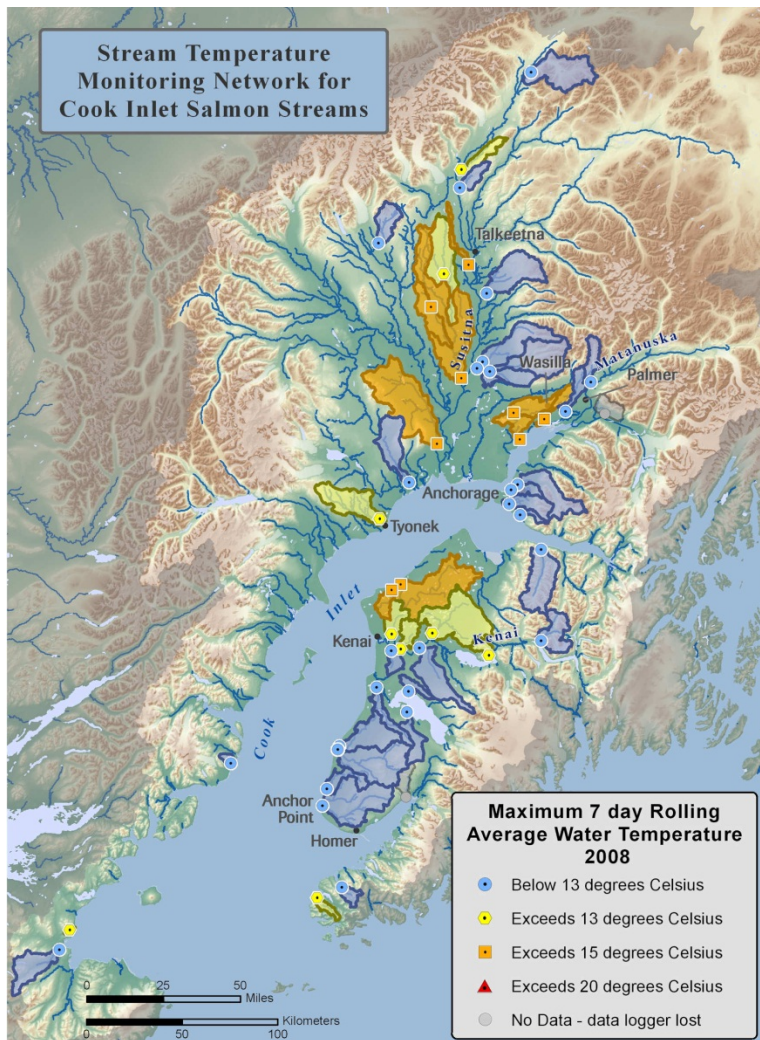 Stream Temperature
Monitoring Network for
Cook Inlet Salmon Streams
Talkeetna
Susitna
Wasilla
Matanuska
Palmer
Anchorage
Tyonek
Inlet
Kenai
Kenai
Cook
Anchor
Point
Homer
Maximum 7 day Rolling
Average Water Temperature
2008
Below 13 degrees Celsius
Exceeds 13 degrees Celsius
Exceeds 15 degrees Celsius
Exceeds 20 degrees Celsius
No Data - data logger lost
0 25 50
Miles
Kilometers
0 50 100